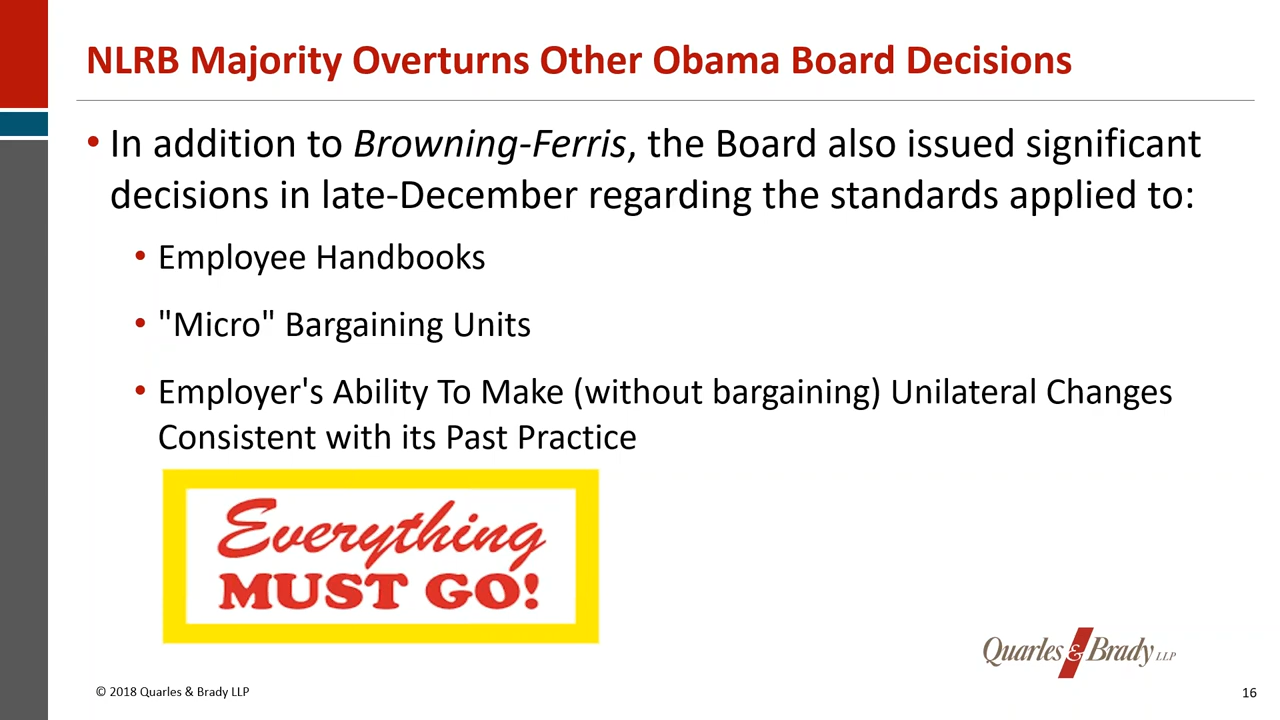 NLRB Majority Overturns Other Obama Board Decisions
• In addition to Browning-Ferris, the Board also issued significant
decisions in late-December regarding the standards applied to:
• Employee Handbooks
• "Micro" Bargaining Units
• Employer's Ability To Make (without bargaining) Unilateral Changes
Consistent with its Past Practice
Everything
MUST GO!
Quarles & Brady LLP
© 2018 Quarles & Brady LLP
16